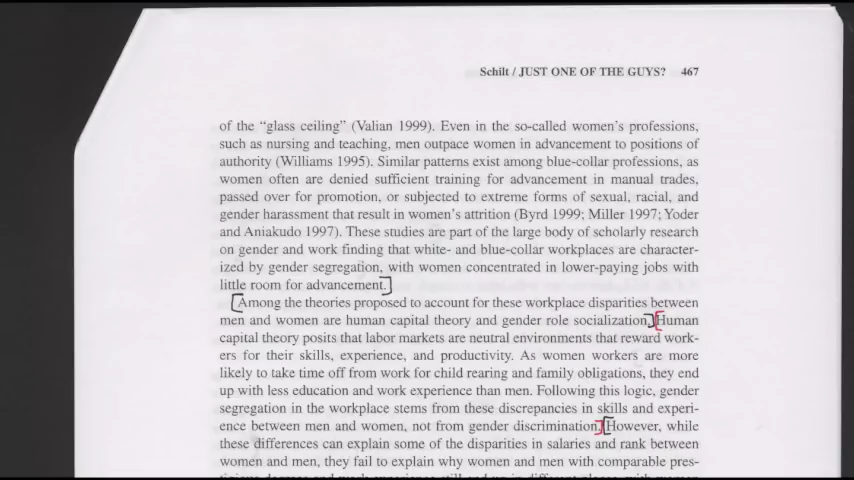 Schilt / JUST ONE OF THE GUYS? 467
of the “glass ceiling” (Valian 1999). Even in the so-called women’s professions,
such as nursing and teaching, men outpace women in advancement to positions of
authority (Williams 1995). Similar patterns exist among blue-collar professions, as
women often are denied sufficient training for advancement in manual trades,
passed over for promotion, or subjected to extreme forms of sexual, racial, and
gender harassment that result in women’s attrition (Byrd 1999; Miller 1997; Yoder
and Aniakudo 1997). These studies are part of the large body of scholarly research
on gender and work finding that white- and blue-collar workplaces are character-
ized by gender segregation, with women concentrated in lower-paying jobs with
little room for advancement.
Among the theories proposed to account for these workplace disparities between
men and women are human capital theory and gender role socialization. Human
capital theory posits that labor markets are neutral environments that reward work-
ers for their skills, experience, and productivity. As women workers are more
likely to take time off from work for child rearing and family obligations, they end
up with less education and work experience than men. Following this logic, gender
segregation in the workplace stems from these discrepancies in skills and experi-
ence between men and women, not from gender discrimination. However, while
these differences can explain some of the disparities in salaries and rank between
women and men, they fail to explain why women and men with comparable pres-